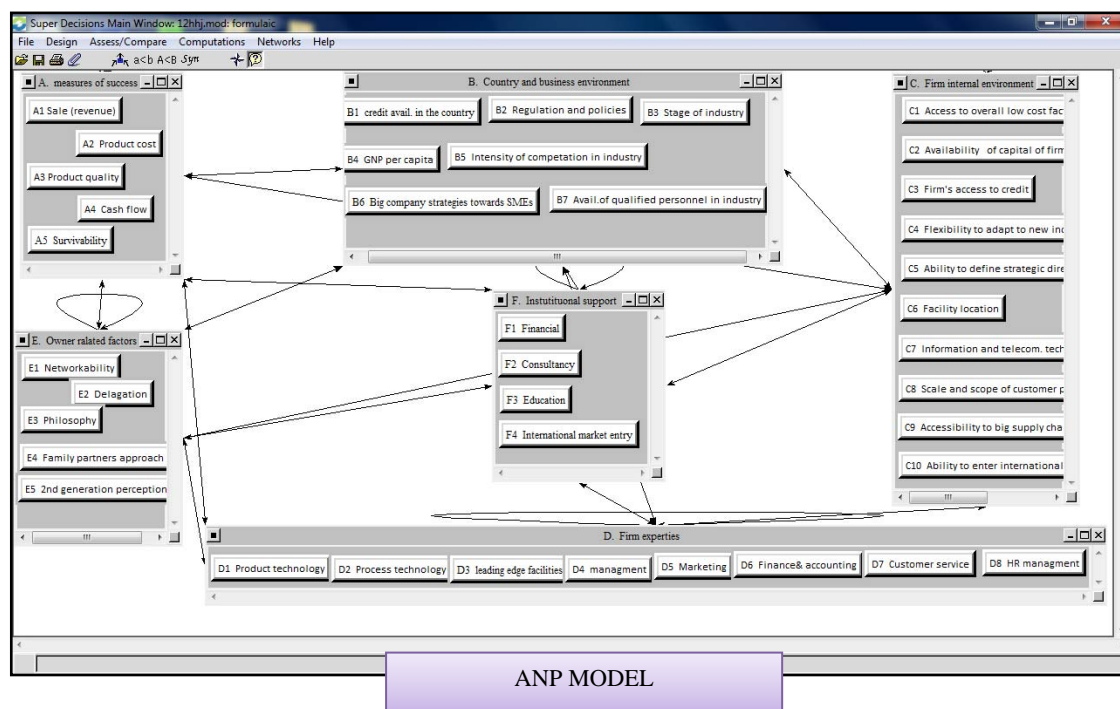 Super Decisions Main Window: 12hhj.mod: formulaic
File Design Assess/Compare Computations Networks Help
a<b A<B Syn
A. measures of success
A1 Sale (revenue)
A2 Product cost
A3 Product quality
A4 Cash flow
A5 Survivability
B. Country and business environment
B1 credit avail. in the country
B2 Regulation and policies
B3 Stage of industry
B4 GNP per capita
B5 Intensity of competation in industry
B6 Big company strategies towards SMEs
B7 Avail.of qualified personnel in industry
C. Firm internal environment
C1 Access to overall low cost fac
C2 Availability of capital of firm
C3 Firm's access to credit
C4 Flexibility to adapt to new ind
C5 Ability to define strategic dire
C6 Facility location
C7 Information and telecom. tech
C8 Scale and scope of customer p
C9 Accessibility to big supply cha
C10 Ability to enter international
E. Owner ralated factors
E1 Networkability
E2 Delagation
E3 Philosophy
E4 Family partners approach
E5 2nd generation perception
F. Instutituonal support
F1 Financial
F2 Consultancy
F3 Education
F4 International market entry
D. Firm experties
D1 Product technology
D2 Process technology
D3 leading edge facilities
D4 managment
D5 Marketing
D6 Finance& accounting
D7 Customer service
D8 HR managment
ANP MODEL